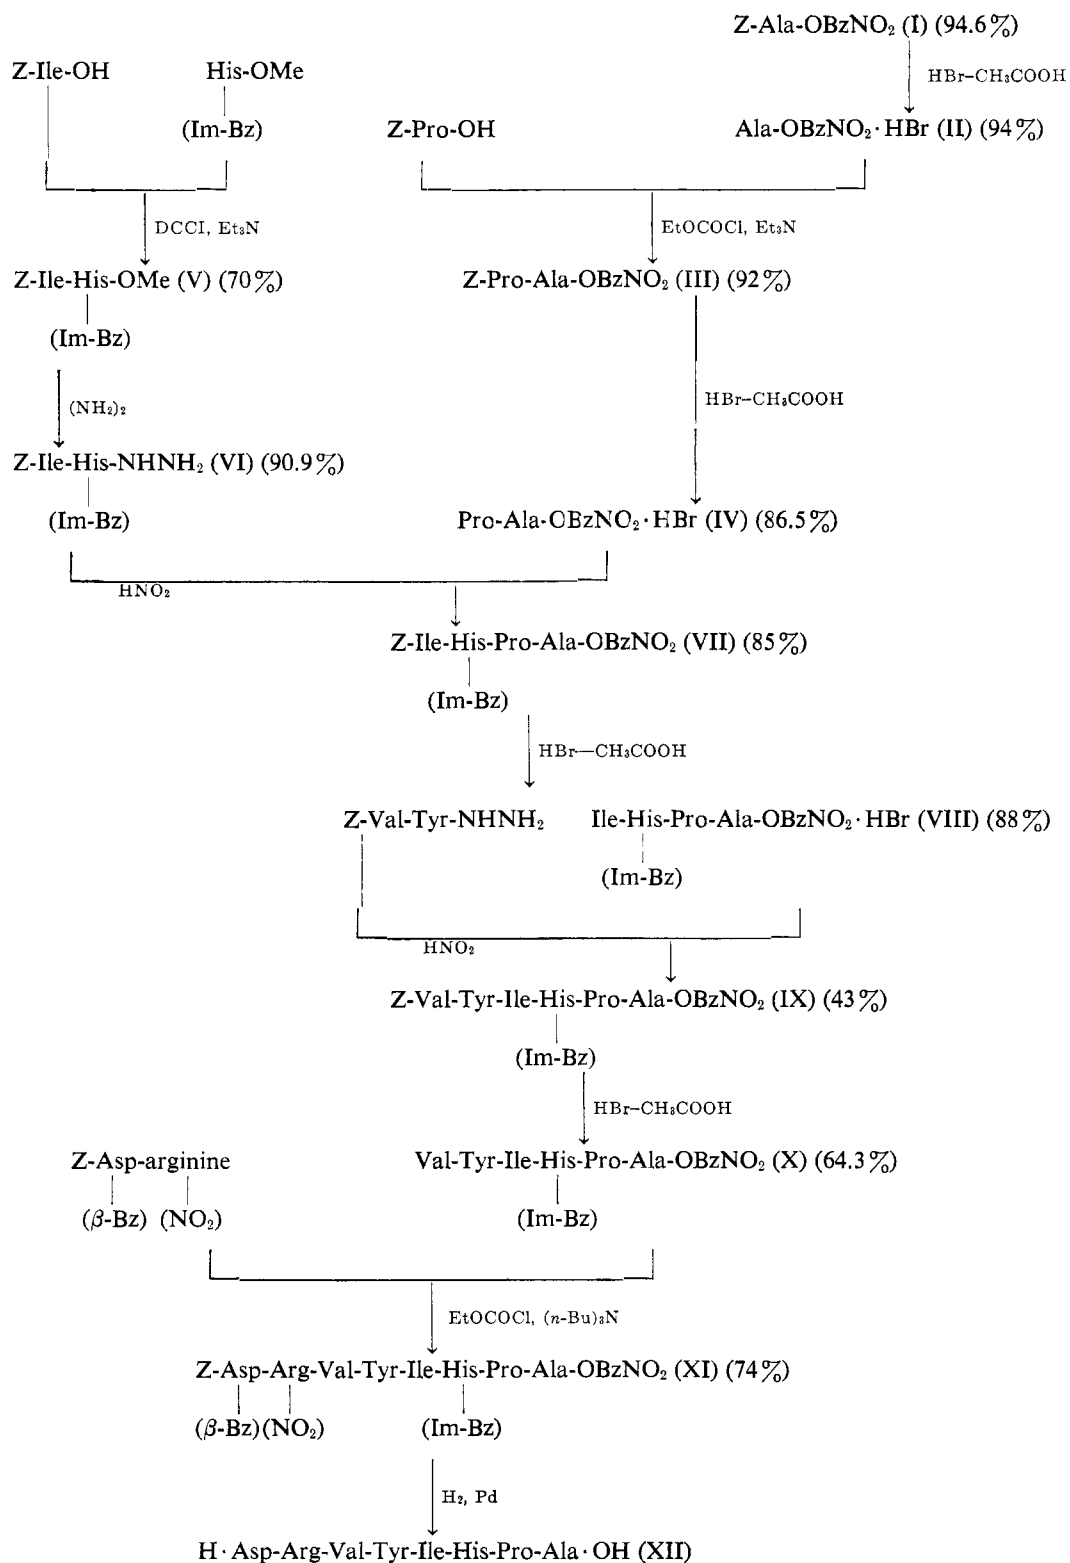 Z-Ala-OBzNO₂ (I) (94.6%)
HBr–CH₃COOH
Z-Ile-OH His-OMe
(Im-Bz) Z-Pro-OH Ala-OBzNO₂·HBr (II) (94%)
DCCI, Et₃N EtOCOCl, Et₃N
Z-Ile-His-OMe (V) (70%) Z-Pro-Ala-OBzNO₂ (III) (92%)
(Im-Bz)
(NH₂)₂ HBr–CH₃COOH
Z-Ile-His-NHNH₂ (VI) (90.9%)
(Im-Bz) Pro-Ala-OBzNO₂·HBr (IV) (86.5%)
HNO₂
Z-Ile-His-Pro-Ala-OBzNO₂ (VII) (85%)
(Im-Bz)
HBr—CH₃COOH
Z-Val-Tyr-NHNH₂ Ile-His-Pro-Ala-OBzNO₂·HBr (VIII) (88%)
(Im-Bz)
HNO₂
Z-Val-Tyr-Ile-His-Pro-Ala-OBzNO₂ (IX) (43%)
(Im-Bz)
HBr–CH₃COOH
Z-Asp-arginine Val-Tyr-Ile-His-Pro-Ala-OBzNO₂ (X) (64.3%)
(β-Bz) (NO₂) (Im-Bz)
EtOCOCl, (n-Bu)₃N
Z-Asp-Arg-Val-Tyr-Ile-His-Pro-Ala-OBzNO₂ (XI) (74%)
(β-Bz)(NO₂) (Im-Bz)
H₂, Pd
H·Asp-Arg-Val-Tyr-Ile-His-Pro-Ala·OH (XII)